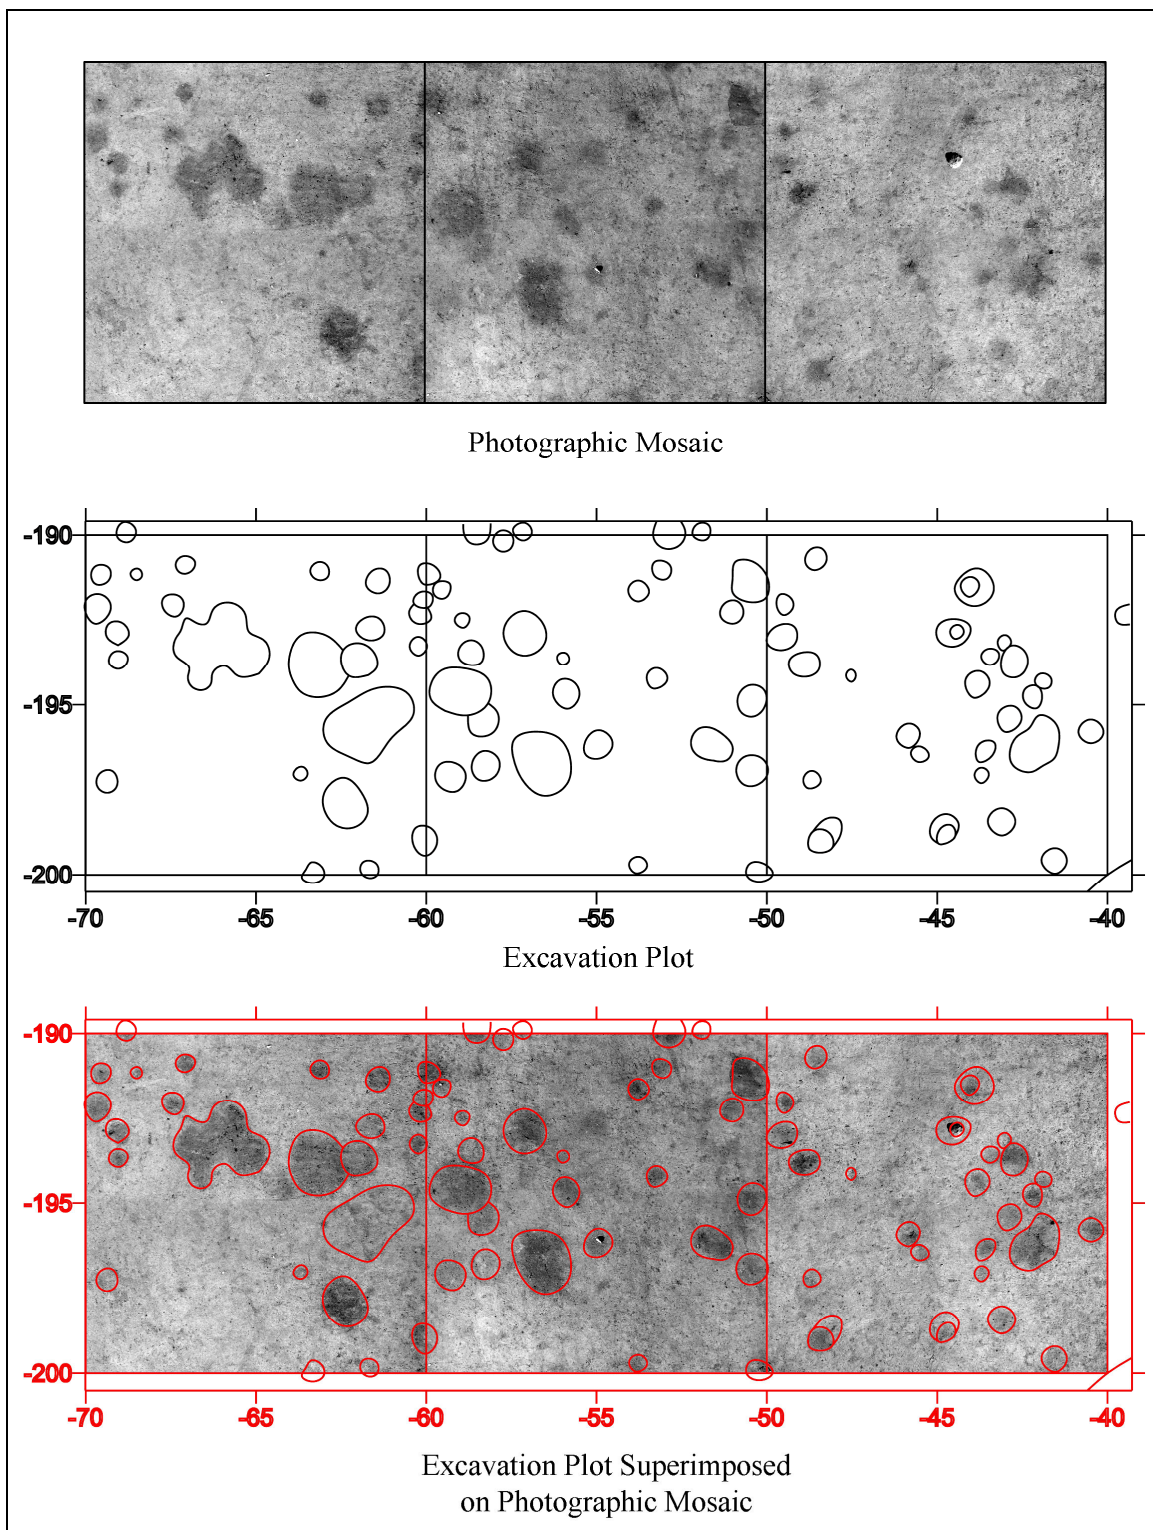 Photographic Mosaic
-190
-195
-200
-70 -65 -60 -55 -50 -45 -40
Excavation Plot
-190
-195
-200
-70 -65 -60 -55 -50 -45 -40
Excavation Plot Superimposed
on Photographic Mosaic